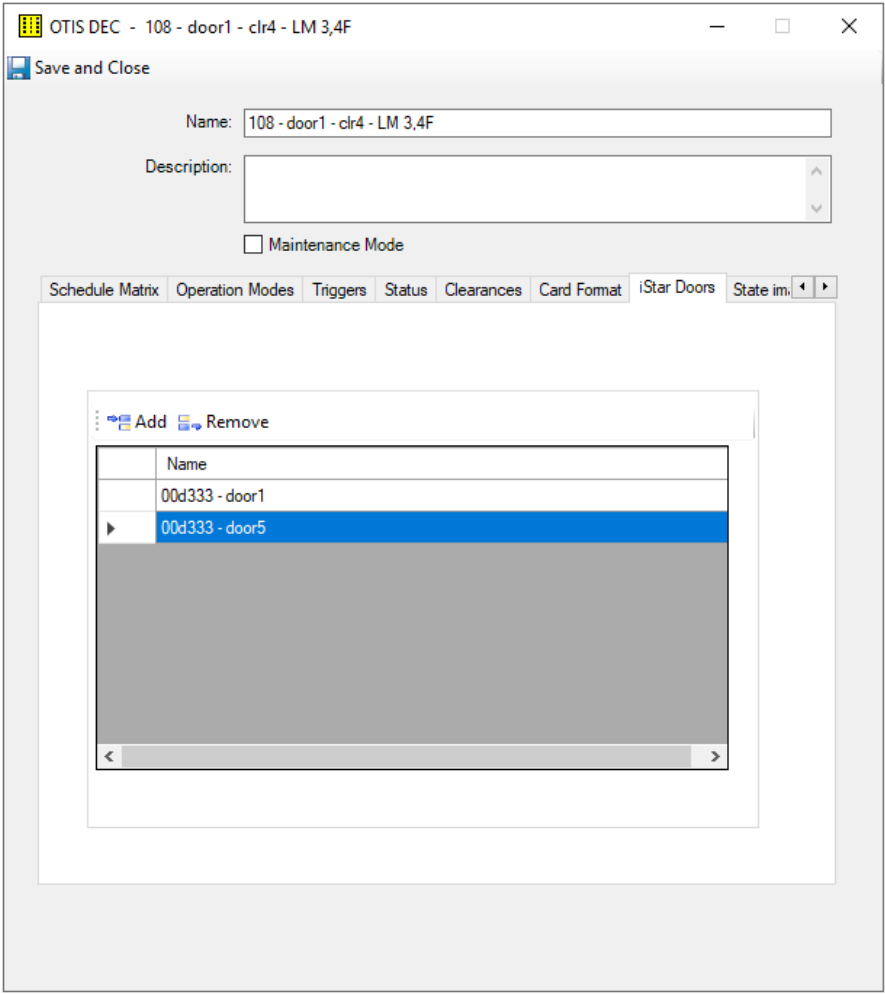 OTIS DEC - 108 - door1 - clr4 - LM 3,4F
Save and Close
Name: 108 - door1 - clr4 - LM 3,4F
Description:
Maintenance Mode
Schedule Matrix Operation Modes Triggers Status Clearances Card Format iStar Doors State
Add Remove
Name
00d333 - door1
00d333 - door5